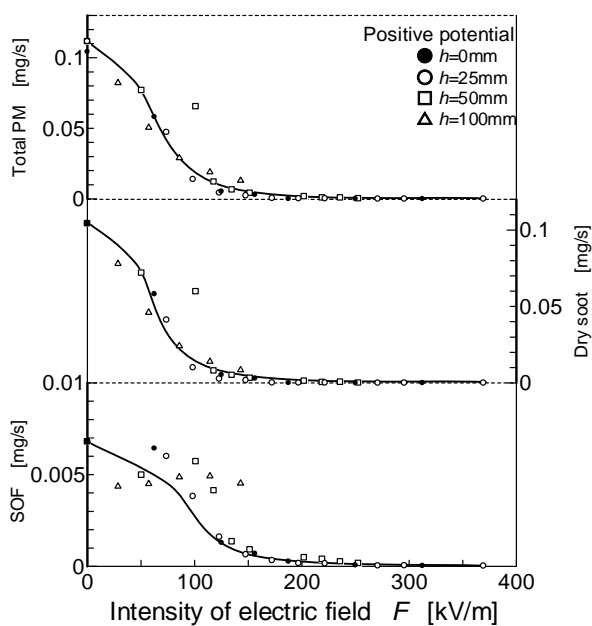 Positive potential
● h=0mm
○ h=25mm
□ h=50mm
△ h=100mm
Total PM [mg/s]
0.1
0.05
0
Dry soot [mg/s]
0.1
0.05
0
SOF [mg/s]
0.01
0.005
0
0 100 200 300 400
Intensity of electric field F [kV/m]